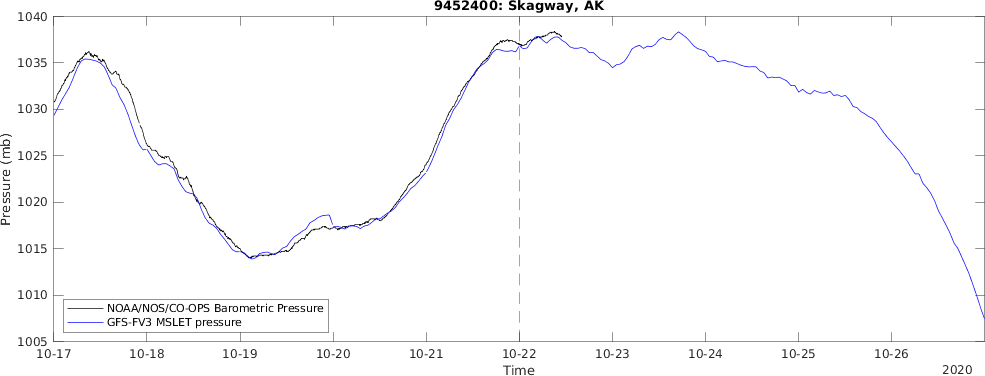 9452400: Skagway, AK
1040
1035
1030
1025
1020
1015
1010
1005
Pressure (mb)
NOAA/NOS/CO-OPS Barometric Pressure
GFS-FV3 MSLET pressure
10-17 10-18 10-19 10-20 10-21 10-22 10-23 10-24 10-25 10-26
Time
2020